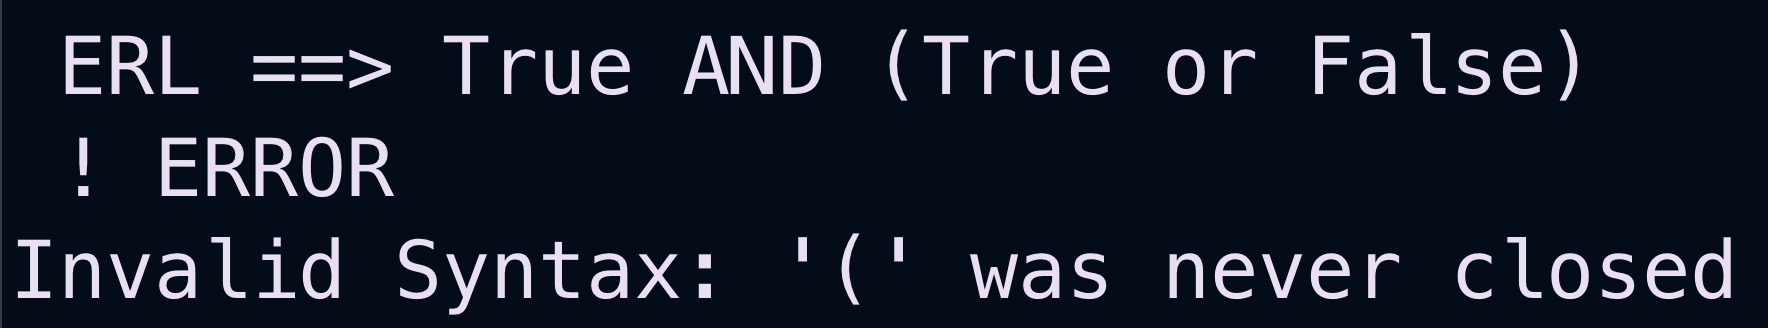 ERL ==> True AND (True or False)
! ERROR
Invalid Syntax: '(' was never closed